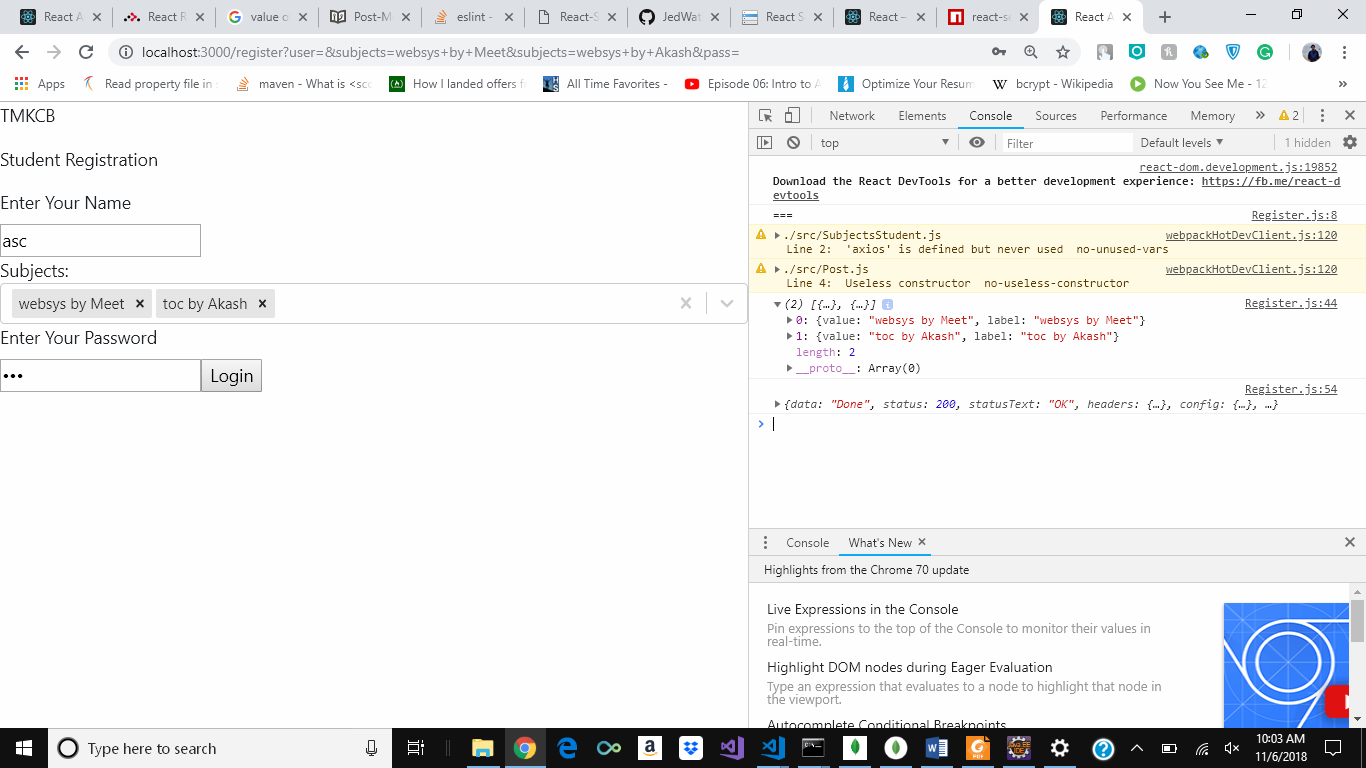 React A
React R
value o
Post-M
eslint -
React-S
JedWat
React S
React –
react-se
React A
localhost:3000/register?user=&subjects=websys+by+Meet&subjects=websys+by+Akash&pass=
Apps
Read property file in
maven - What is <sco
How I landed offers f
All Time Favorites -
Episode 06: Intro to A
Optimize Your Resum
bcrypt - Wikipedia
Now You See Me - 12
TMKCB
Student Registration
Enter Your Name
asc
Subjects:
websys by Meet × toc by Akash ×
Enter Your Password
••• Login
Network Elements Console Sources Performance Memory » 2
top Filter Default levels 1 hidden
react-dom.development.js:19852
Download the React DevTools for a better development experience: https://fb.me/react-d
evtools
=== Register.js:8
./src/SubjectsStudent.js webpackHotDevClient.js:120
Line 2: 'axios' is defined but never used no-unused-vars
./src/Post.js webpackHotDevClient.js:120
Line 4: Useless constructor no-useless-constructor
(2) [{…}, {…}] Register.js:44
0: {value: "websys by Meet", label: "websys by Meet"}
1: {value: "toc by Akash", label: "toc by Akash"}
length: 2
__proto__: Array(0)
Register.js:54
{data: "Done", status: 200, statusText: "OK", headers: {…}, config: {…}, …}
Console What's New ×
Highlights from the Chrome 70 update
Live Expressions in the Console
Pin expressions to the top of the Console to monitor their values in
real-time.
Highlight DOM nodes during Eager Evaluation
Type an expression that evaluates to a node to highlight that node in
the viewport.
Autocomplete Conditional Breakpoints
Type here to search
10:03 AM
11/6/2018